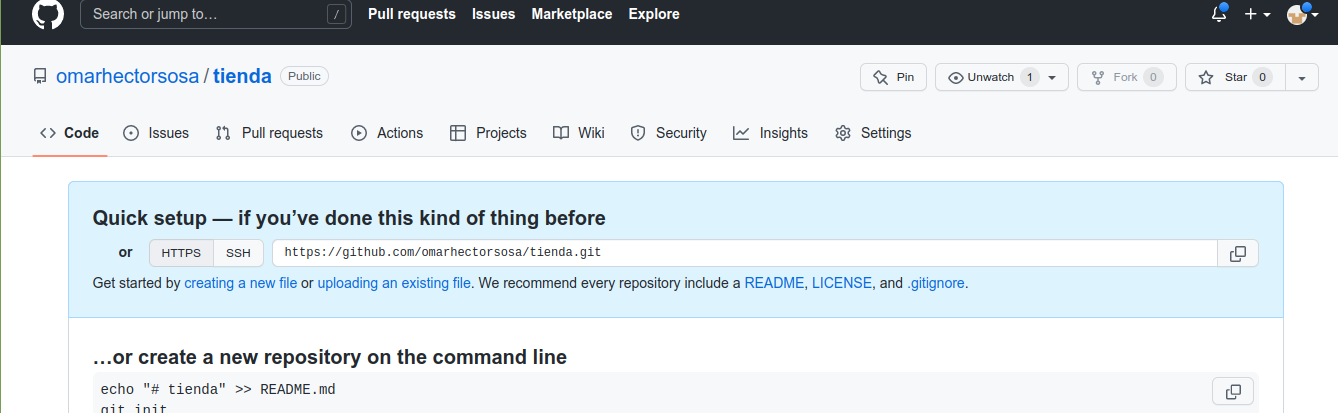 Search or jump to… / Pull requests Issues Marketplace Explore
omarhectorsosa / tienda Public Pin Unwatch 1 Fork 0 Star 0
Code Issues Pull requests Actions Projects Wiki Security Insights Settings
Quick setup — if you’ve done this kind of thing before
or HTTPS SSH https://github.com/omarhectorsosa/tienda.git
Get started by creating a new file or uploading an existing file. We recommend every repository include a README, LICENSE, and .gitignore.
…or create a new repository on the command line
echo "# tienda" >> README.md
git init